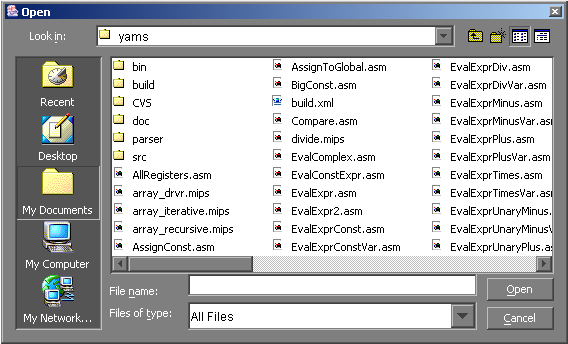 Open
Look in: yams
Recent
Desktop
My Documents
My Computer
My Network...
bin
build
CVS
doc
parser
src
AllRegisters.asm
array_drvr.mips
array_iterative.mips
array_recursive.mips
AssignConst.asm
AssignToGlobal.asm
BigConst.asm
build.xml
Compare.asm
divide.mips
EvalComplex.asm
EvalConstExpr.asm
EvalExpr.asm
EvalExpr2.asm
EvalExprConst.asm
EvalExprConstVar.asm
EvalExprDiv.asm
EvalExprDivVar.asm
EvalExprMinus.asm
EvalExprMinusVar.asm
EvalExprPlus.asm
EvalExprPlusVar.asm
EvalExprTimes.asm
EvalExprTimesVar.asm
EvalExprUnaryMinus.
EvalExprUnaryMinusV
EvalExprUnaryPlus.as
File name:
Open
Files of type: All Files
Cancel